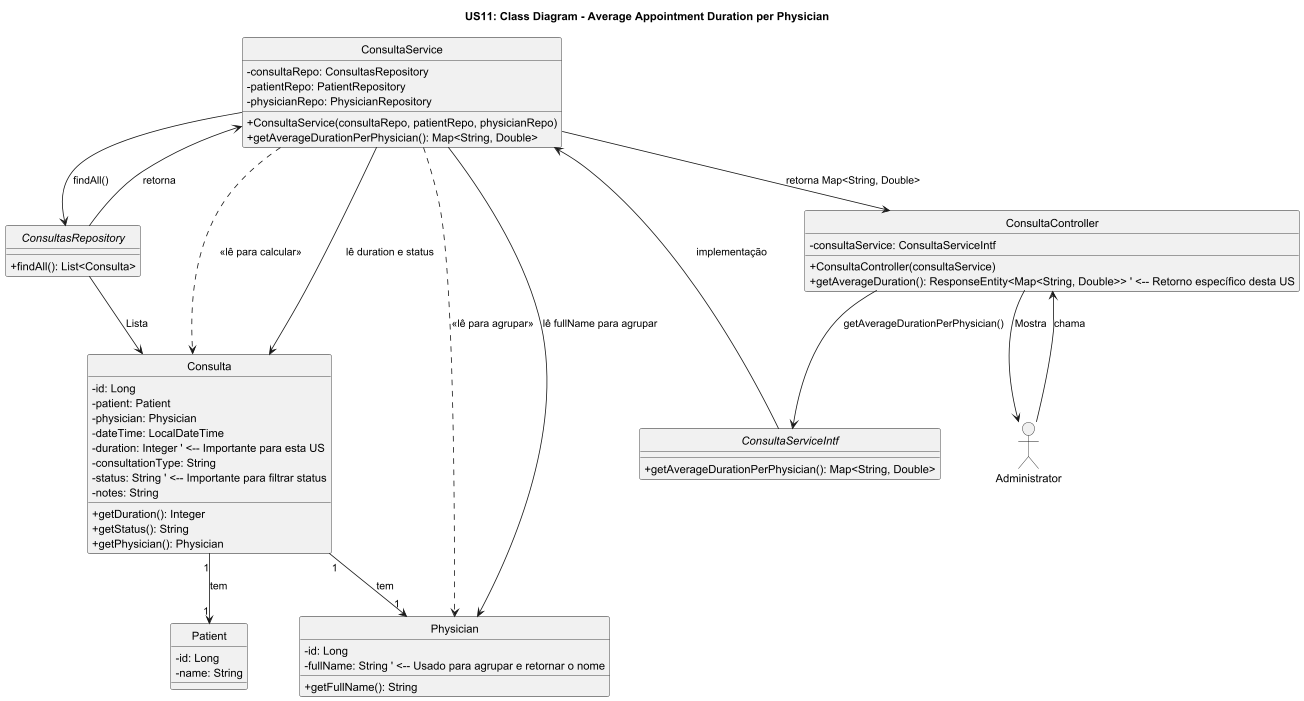 US11: Class Diagram - Average Appointment Duration per Physician
ConsultaService
-consultaRepo: ConsultasRepository
-patientRepo: PatientRepository
-physicianRepo: PhysicianRepository
+ConsultaService(consultaRepo, patientRepo, physicianRepo)
+getAverageDurationPerPhysician(): Map<String, Double>
findAll()
retorna
retorna Map<String, Double>
ConsultasRepository
+findAll(): List<Consulta>
«lê para calcular»
lê duration e status
implementação
ConsultaController
-consultaService: ConsultaServiceIntf
+ConsultaController(consultaService)
+getAverageDuration(): ResponseEntity<Map<String, Double>> ' <-- Retorno específico desta US
Lista
«lê para agrupar»
lê fullName para agrupar
getAverageDurationPerPhysician()
Mostra
chama
Consulta
-id: Long
-patient: Patient
-physician: Physician
-dateTime: LocalDateTime
-duration: Integer ' <-- Importante para esta US
-consultationType: String
-status: String ' <-- Importante para filtrar status
-notes: String
+getDuration(): Integer
+getStatus(): String
+getPhysician(): Physician
ConsultaServiceIntf
+getAverageDurationPerPhysician(): Map<String, Double>
Administrator
1
tem
1
1
tem
1
Patient
-id: Long
-name: String
Physician
-id: Long
-fullName: String ' <-- Usado para agrupar e retornar o nome
+getFullName(): String